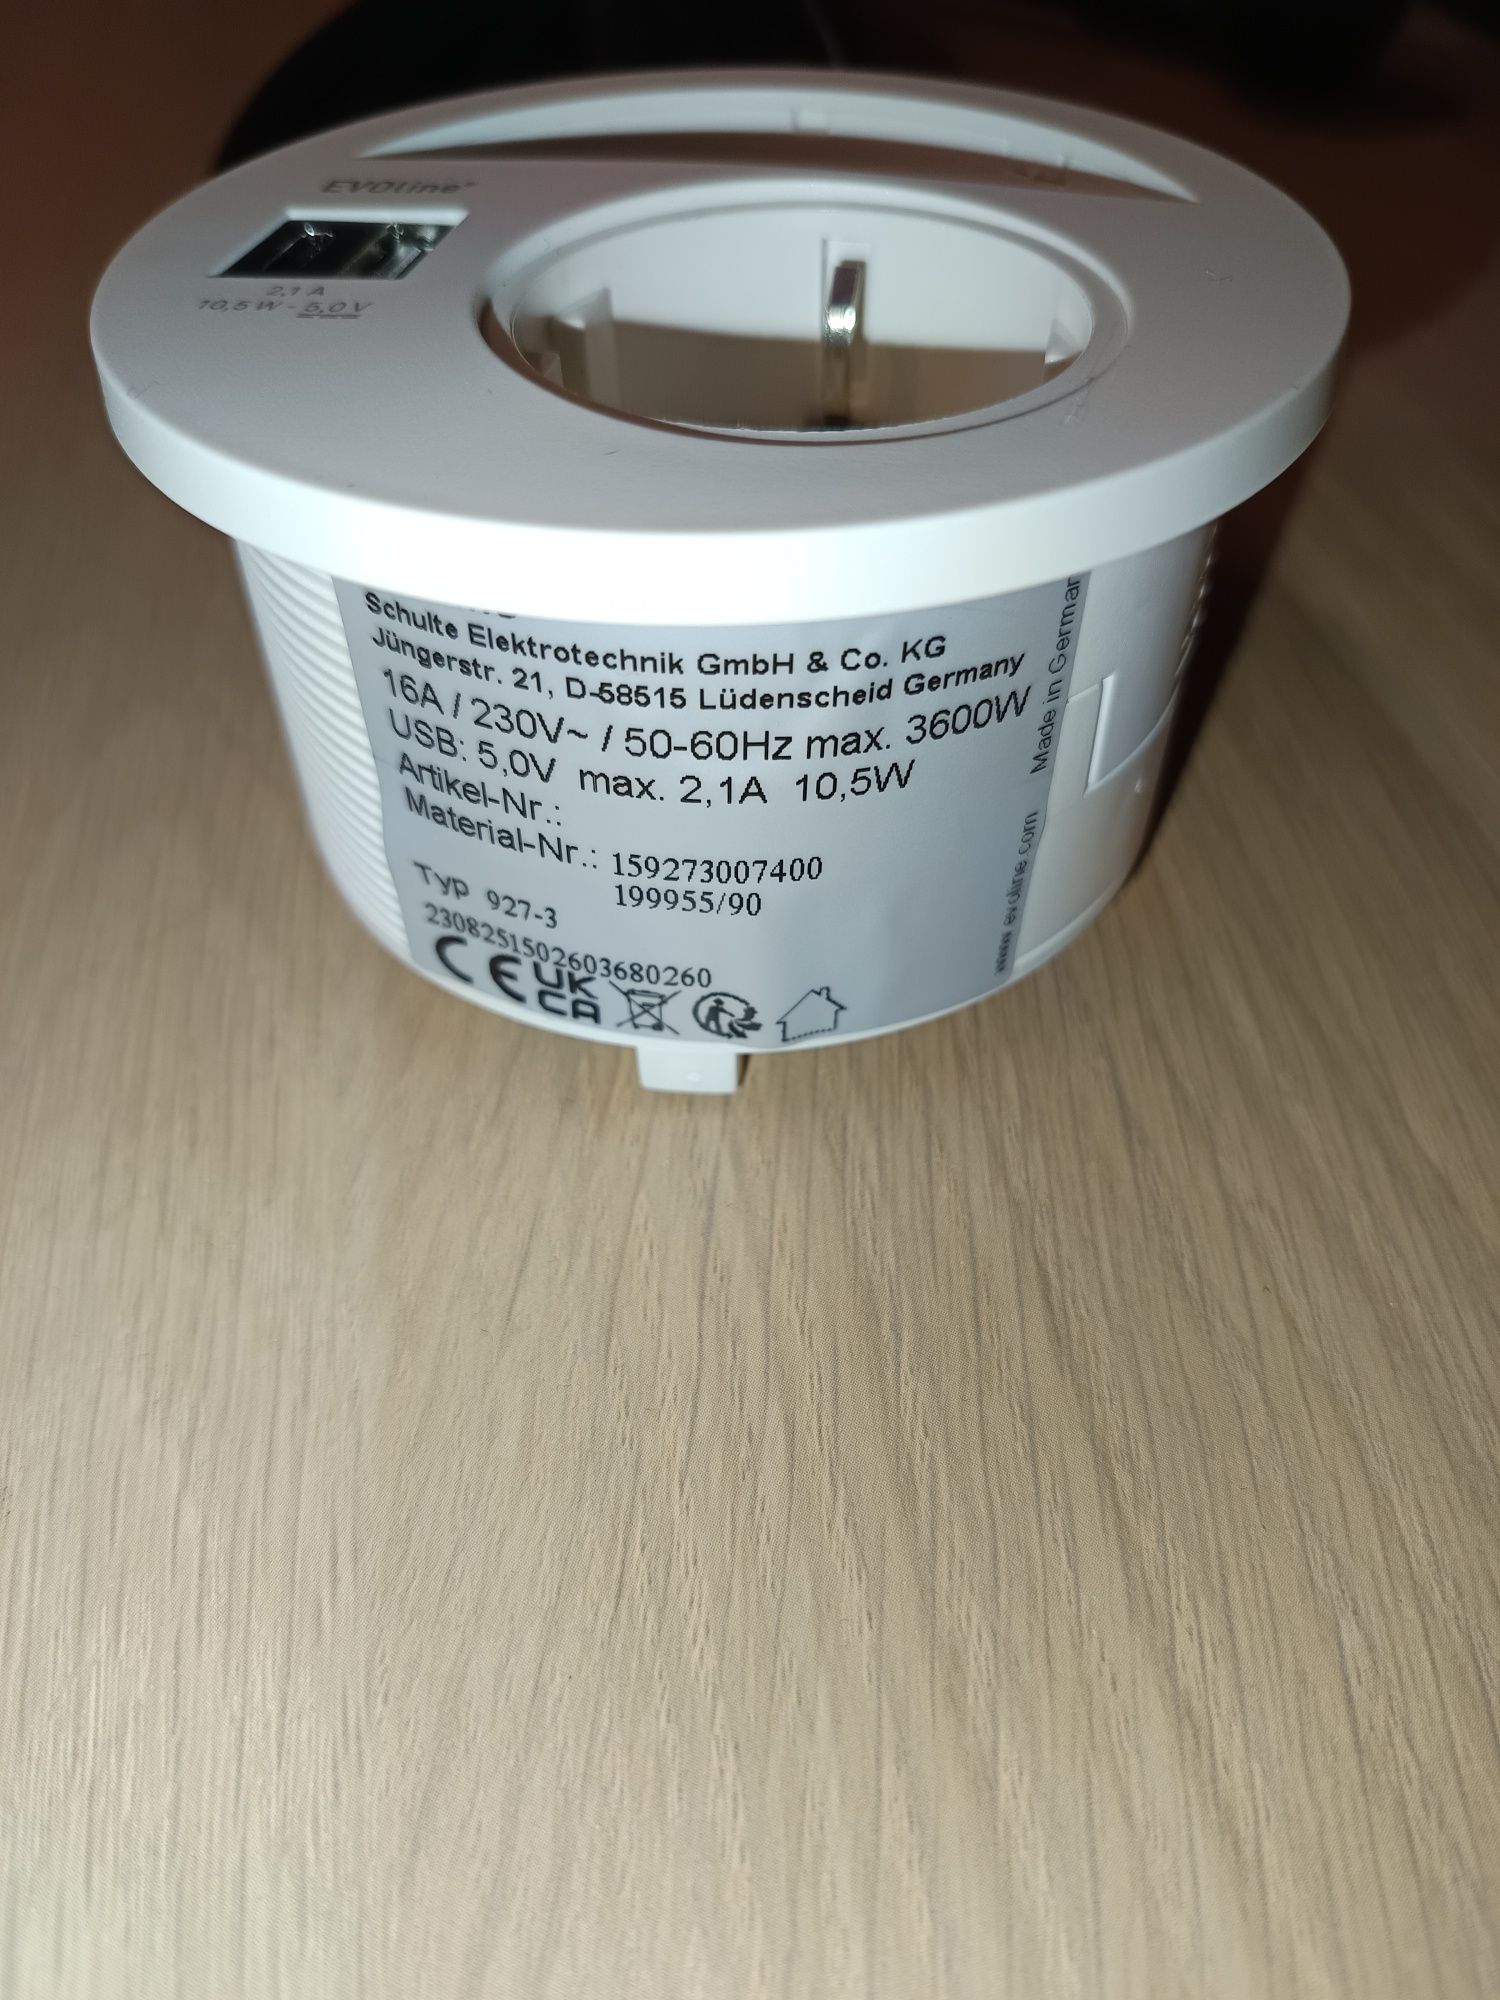 EVOline®
2,1 A
10,5 W - 5,0 V
Schulte Elektrotechnik GmbH & Co. KG
Jüngerstr. 21, D-58515 Lüdenscheid Germany
16A / 230V~ / 50-60Hz max. 3600W
USB: 5,0V max. 2,1A 10,5W
Artikel-Nr.: 159273007400
Material-Nr.: 199955/90
Typ 927-3
2308251502603680260
CE UK CA
www.evoline.com Made in German